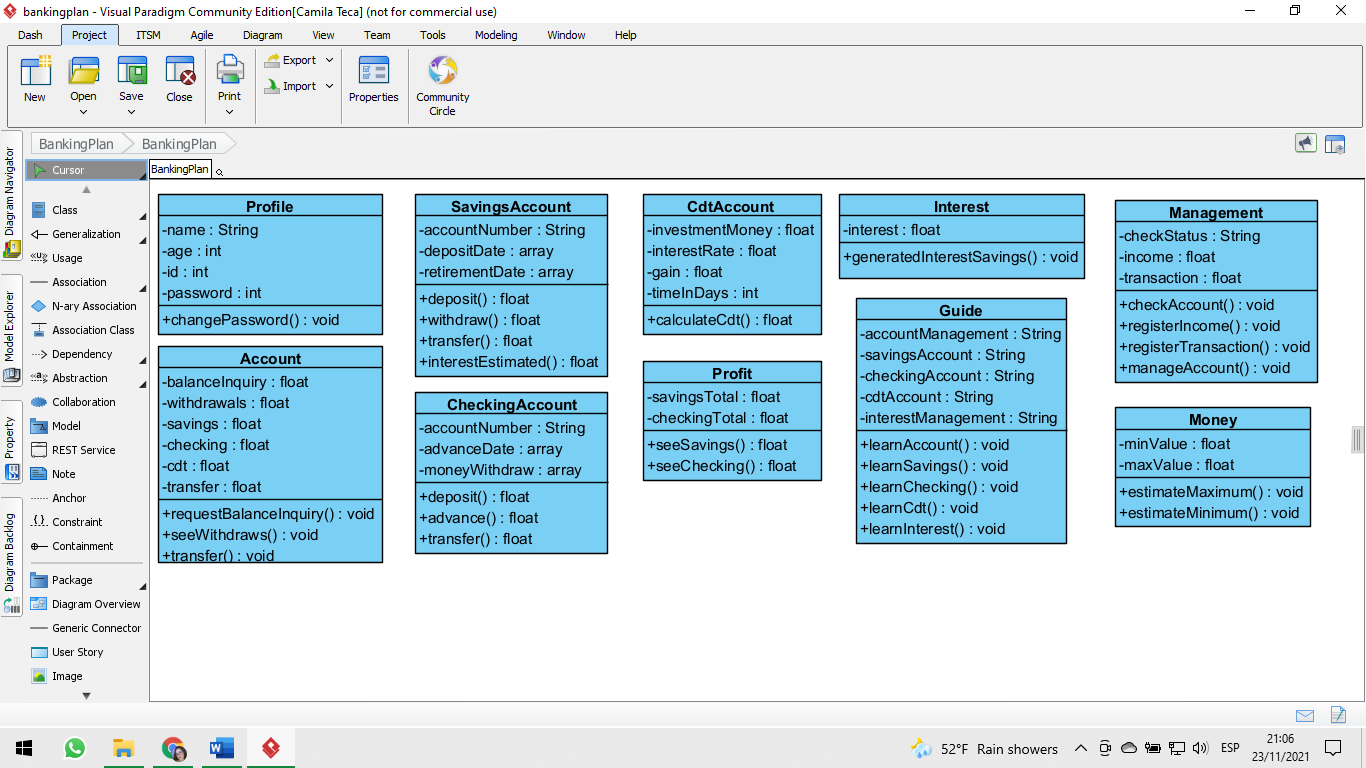 bankingplan - Visual Paradigm Community Edition[Camila Teca] (not for commercial use)
Dash Project ITSM Agile Diagram View Team Tools Modeling Window Help
New Open Save Close Print Export Import Properties Community Circle
BankingPlan BankingPlan
BankingPlan
Diagram Navigator
Model Explorer
Property
Diagram Backlog
Cursor
Class
Generalization
Usage
Association
N-ary Association
Association Class
Dependency
Abstraction
Collaboration
Model
REST Service
Note
Anchor
Constraint
Containment
Package
Diagram Overview
Generic Connector
User Story
Image
Profile
-name : String
-age : int
-id : int
-password : int
+changePassword() : void
Account
-balanceInquiry : float
-withdrawals : float
-savings : float
-checking : float
-cdt : float
-transfer : float
+requestBalanceInquiry() : void
+seeWithdraws() : void
+transfer() : void
SavingsAccount
-accountNumber : String
-depositDate : array
-retirementDate : array
+deposit() : float
+withdraw() : float
+transfer() : float
+interestEstimated() : float
CheckingAccount
-accountNumber : String
-advanceDate : array
-moneyWithdraw : array
+deposit() : float
+advance() : float
+transfer() : float
CdtAccount
-investmentMoney : float
-interestRate : float
-gain : float
-timeInDays : int
+calculateCdt() : float
Profit
-savingsTotal : float
-checkingTotal : float
+seeSavings() : float
+seeChecking() : float
Interest
-interest : float
+generatedInterestSavings() : void
Guide
-accountManagement : String
-savingsAccount : String
-checkingAccount : String
-cdtAccount : String
-interestManagement : String
+learnAccount() : void
+learnSavings() : void
+learnChecking() : void
+learnCdt() : void
+learnInterest() : void
Management
-checkStatus : String
-income : float
-transaction : float
+checkAccount() : void
+registerIncome() : void
+registerTransaction() : void
+manageAccount() : void
Money
-minValue : float
-maxValue : float
+estimateMaximum() : void
+estimateMinimum() : void
52°F Rain showers
ESP
21:06
23/11/2021